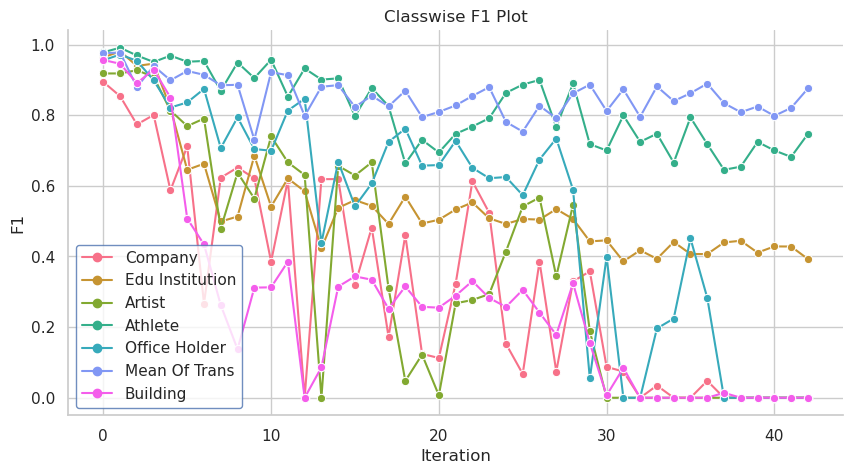 Classwise F1 Plot
1.0
0.8
0.6
0.4
0.2
0.0
F1
Company
Edu Institution
Artist
Athlete
Office Holder
Mean Of Trans
Building
0
10
20
30
40
Iteration